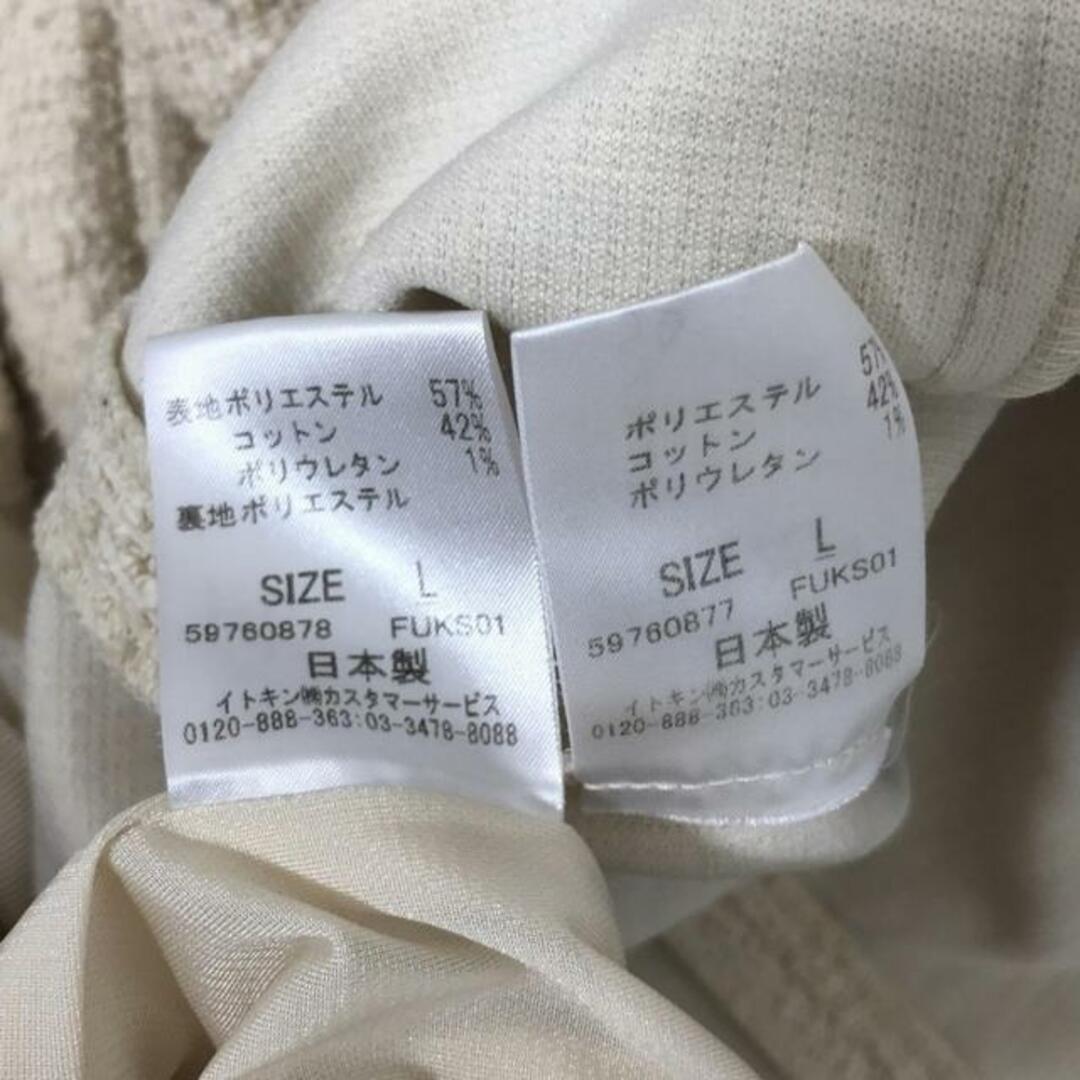 表地ポリエステル 57%
コットン 42%
ポリウレタン 1%
裏地ポリエステル
SIZE L
59760878 FUKS01
日本製
イトキン㈱カスタマーサービス
0120-888-363:03-3478-8088
ポリエステル 57%
コットン 42%
ポリウレタン 1%
SIZE L
59760877 FUKS01
日本製
イトキン㈱カスタマーサービス
0120-888-363:03-3478-8088